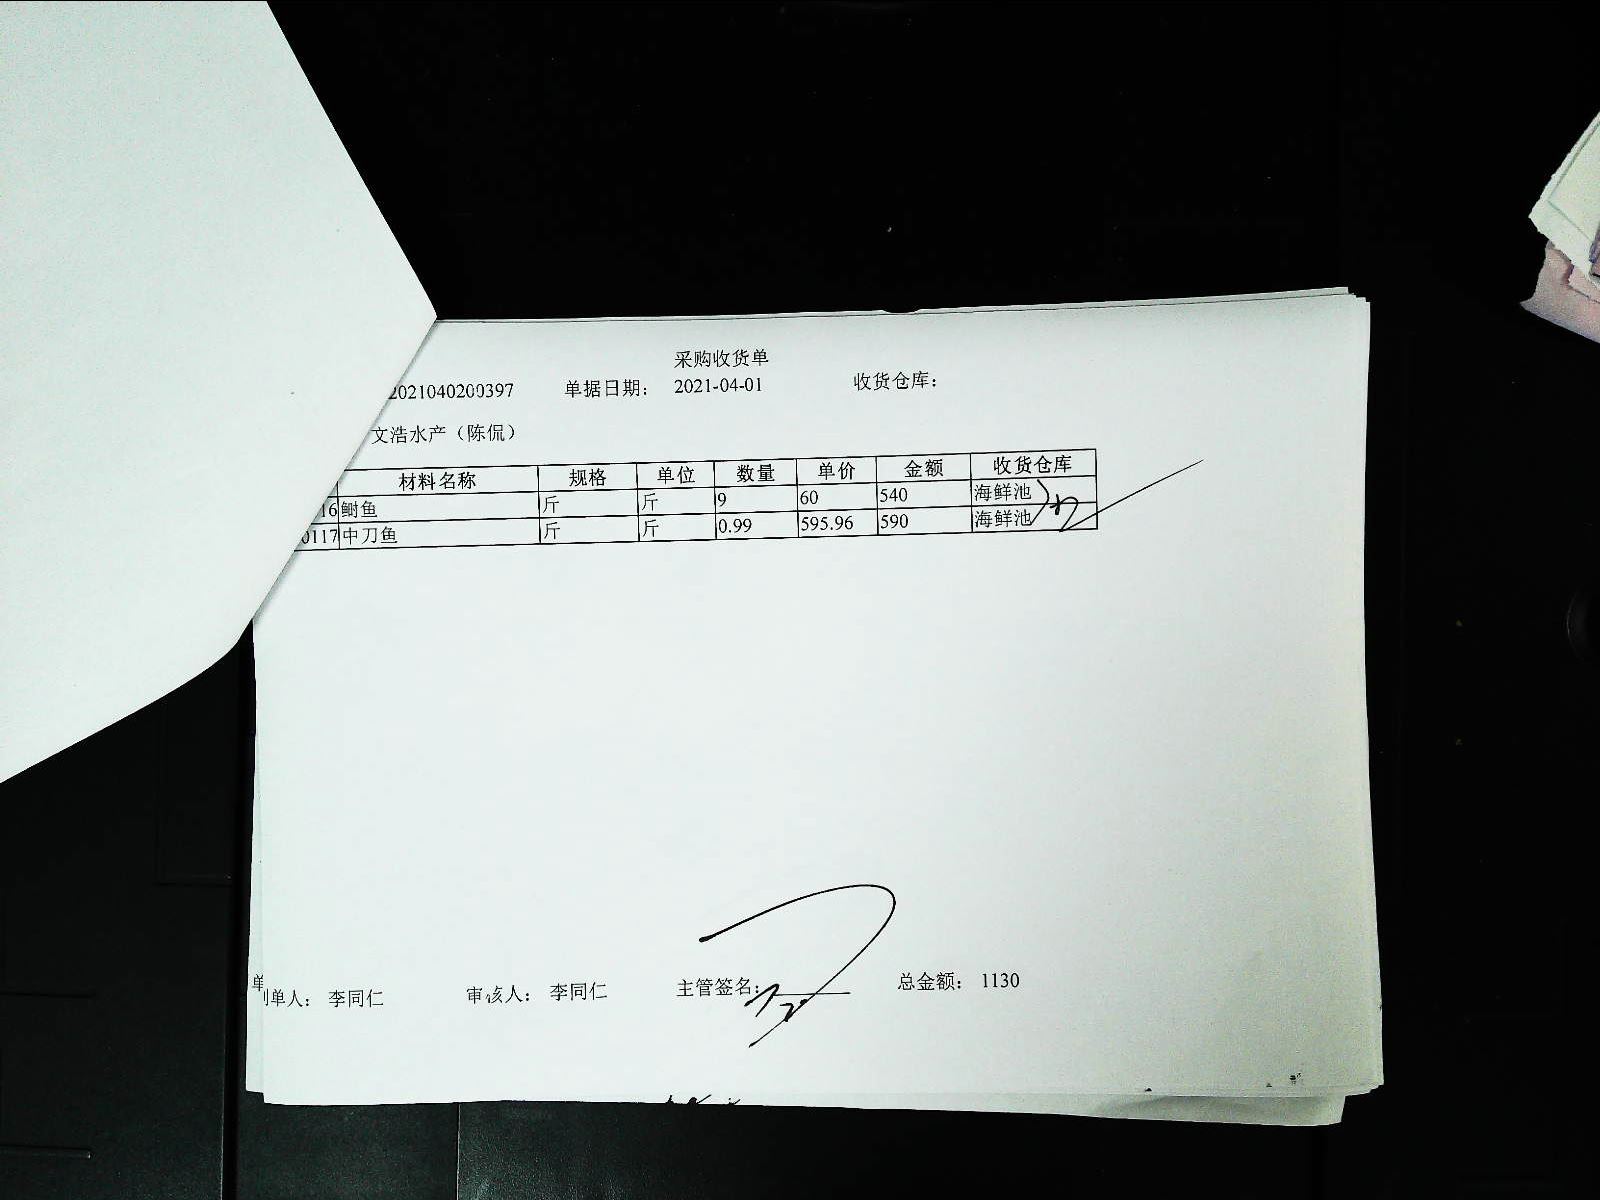 采购收货单
2021040200397 单据日期： 2021-04-01 收货仓库：
文浩水产（陈侃）
材料名称 规格 单位 数量 单价 金额 收货仓库
16 鲥鱼 斤 斤 9 60 540 海鲜池
0117 中刀鱼 斤 斤 0.99 595.96 590 海鲜池
制单人： 李同仁 审该人： 李同仁 主管签名： 总金额： 1130